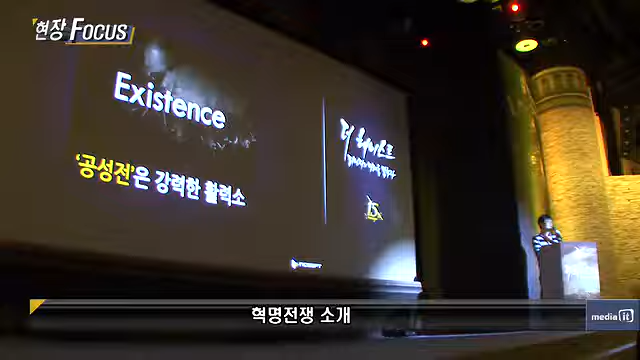 현장 FOCUS
Existence
'공성전'은 강력한 활력소
15
혁명전쟁 소개
media it